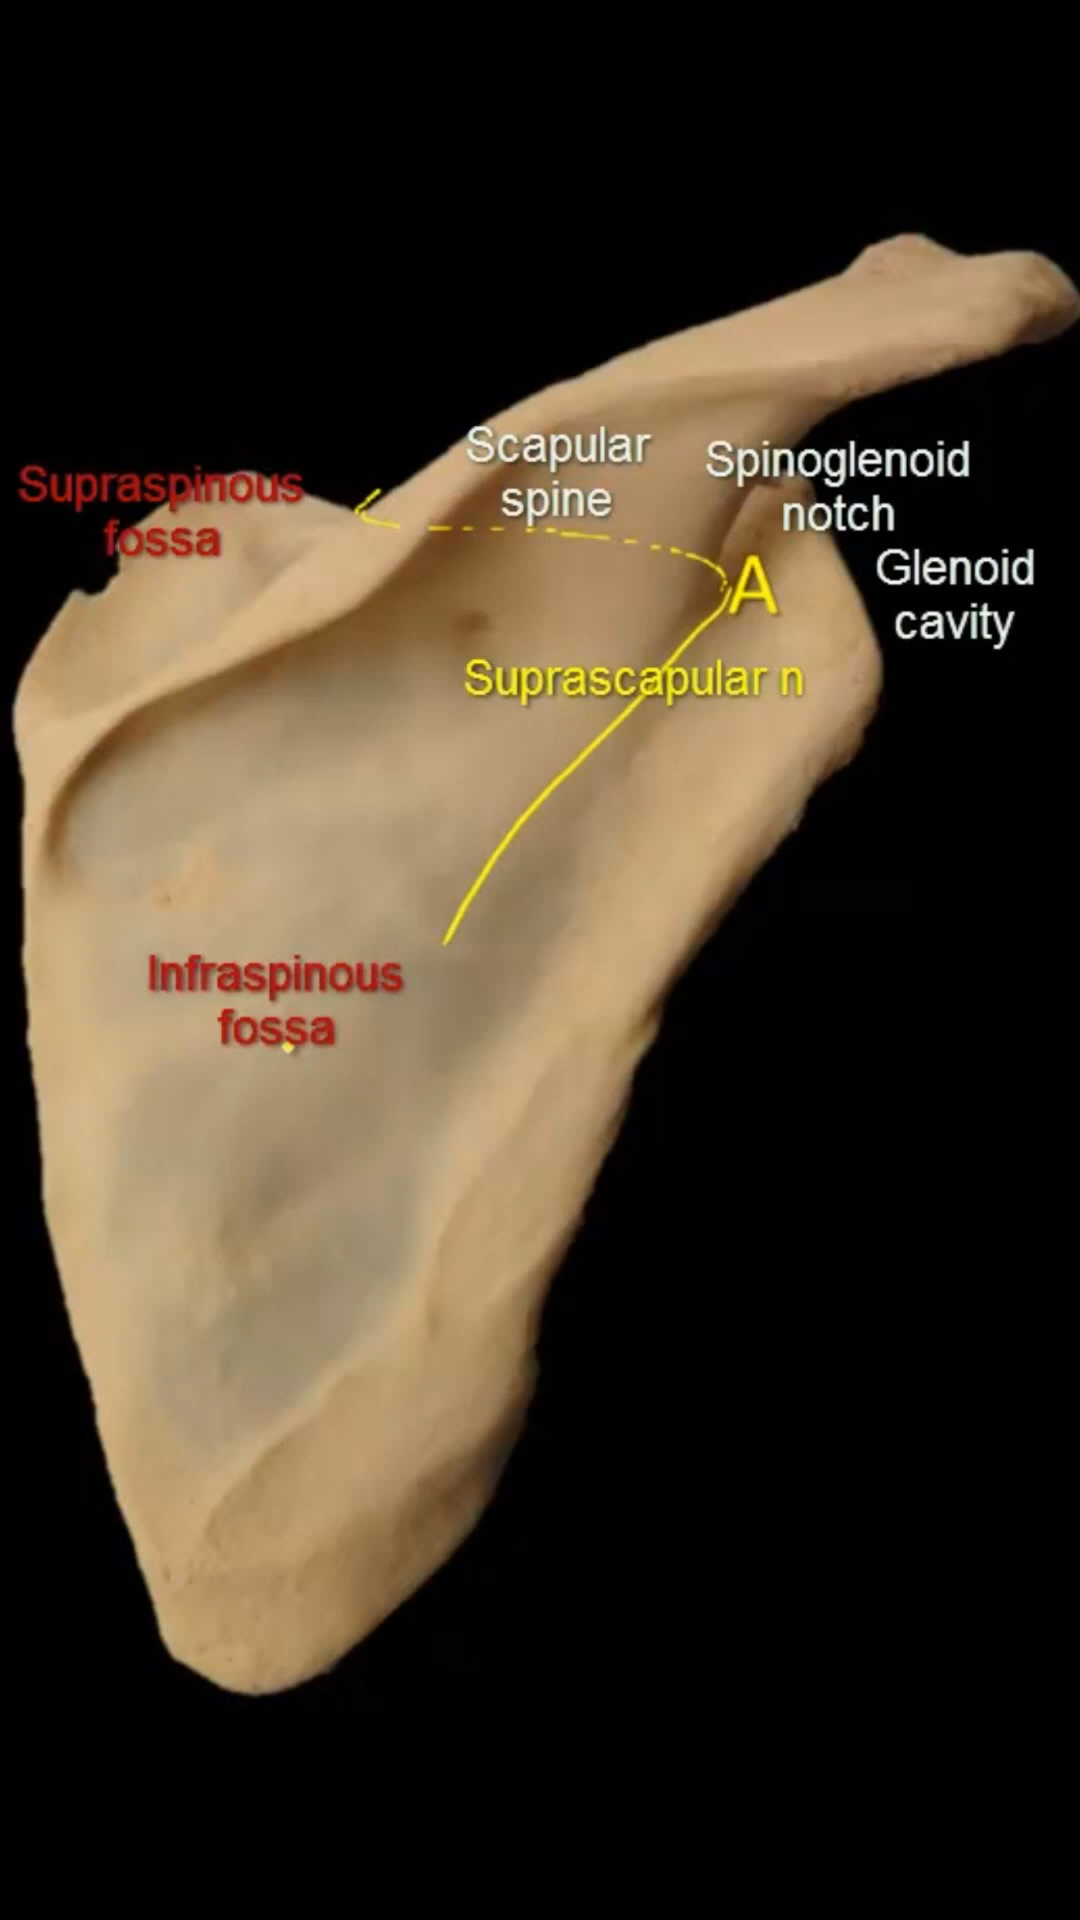 Supraspinous
fossa
Scapular
spine
Spinoglenoid
notch
Glenoid
cavity
A
Suprascapular n
Infraspinous
fossa